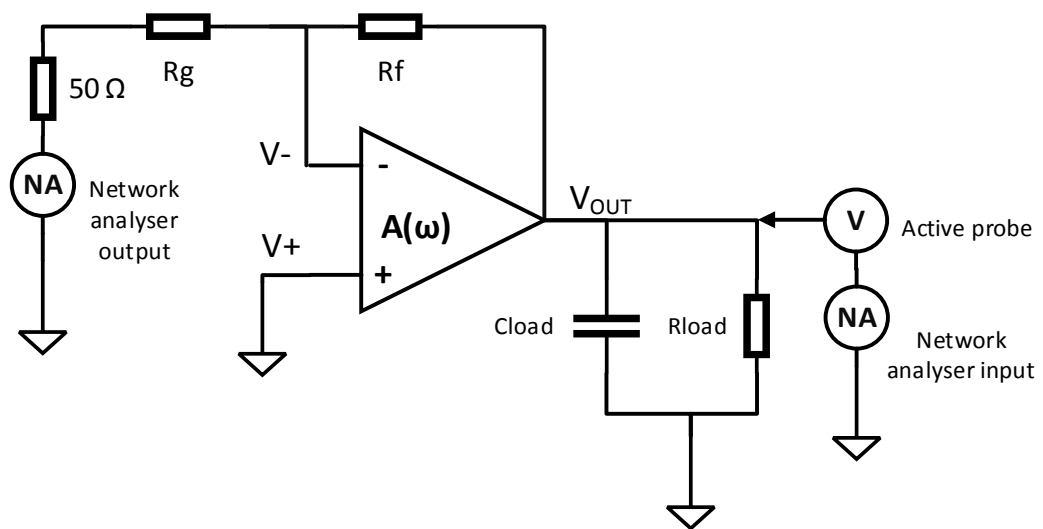 Rg
Rf
50 Ω
NA
Network
analyser
output
V-
V+
-
A(ω)
+
VOUT
V
Active probe
Cload
Rload
NA
Network
analyser input